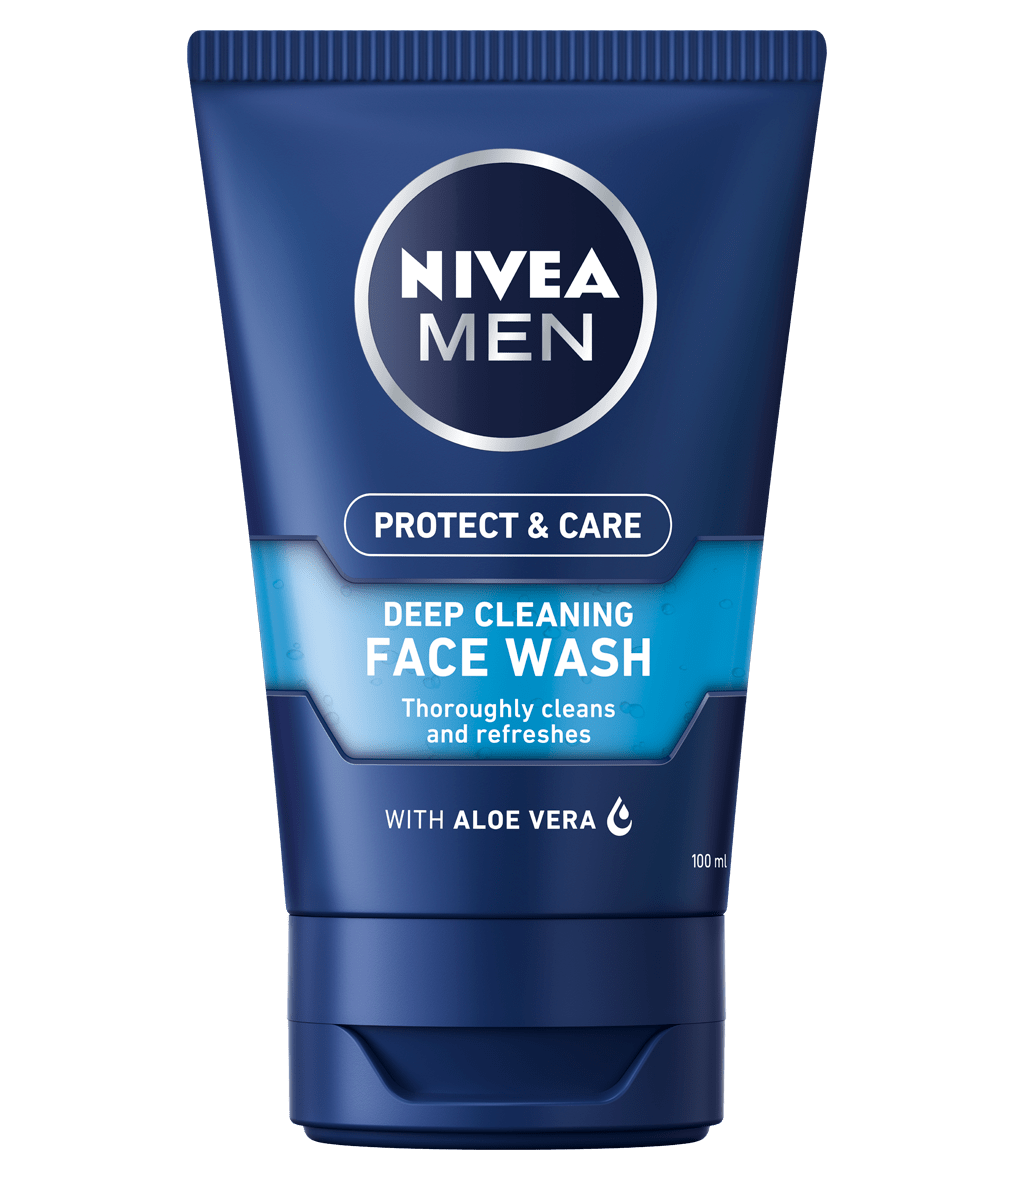 NIVEA
MEN
PROTECT & CARE
DEEP CLEANING
FACE WASH
Thoroughly cleans
and refreshes
WITH ALOE VERA
100 ml